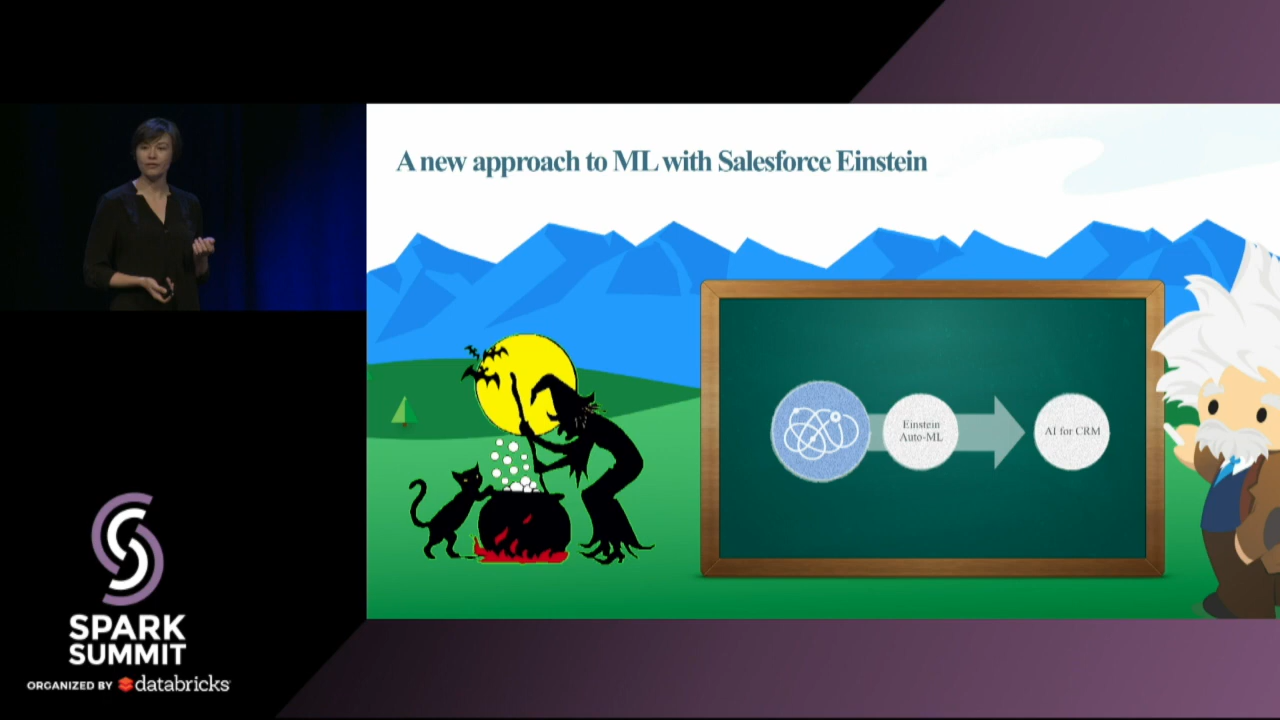 A new approach to ML with Salesforce Einstein
Einstein
Auto-ML
AI for CRM
SPARK
SUMMIT
ORGANIZED BY databricks